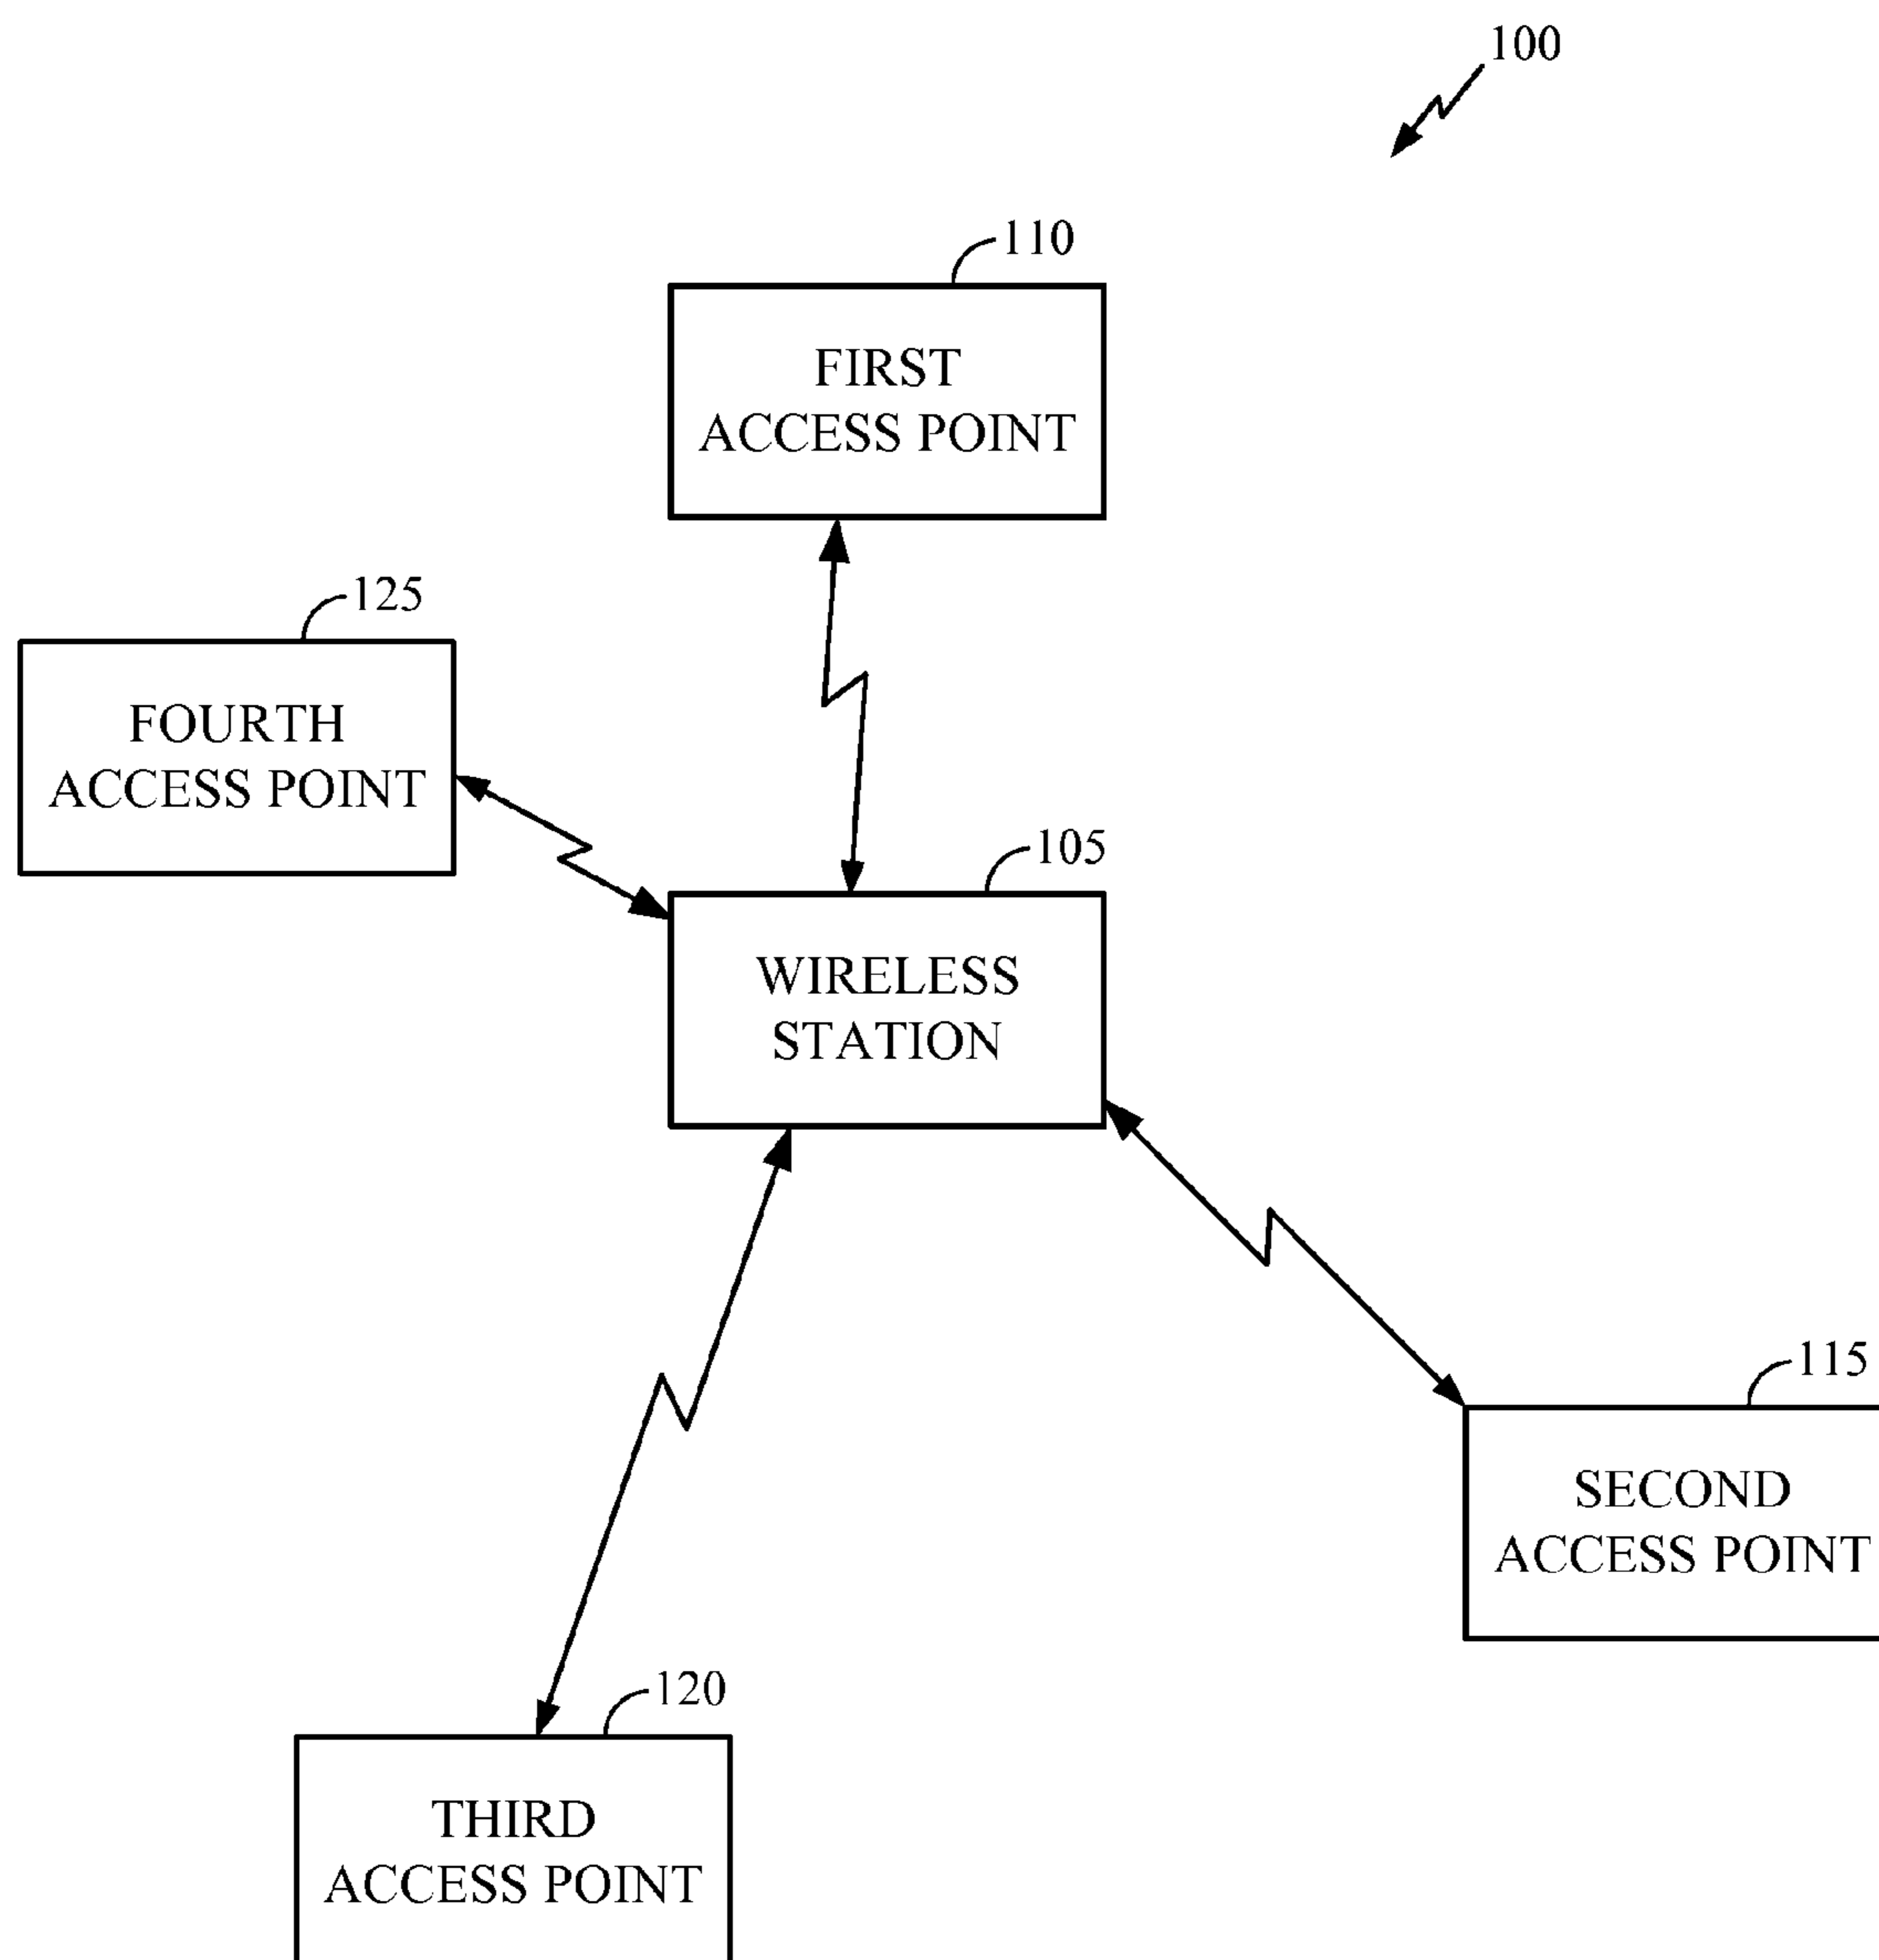 100
110
FIRST
ACCESS POINT
125
FOURTH
ACCESS POINT
105
WIRELESS
STATION
115
SECOND
ACCESS POINT
120
THIRD
ACCESS POINT